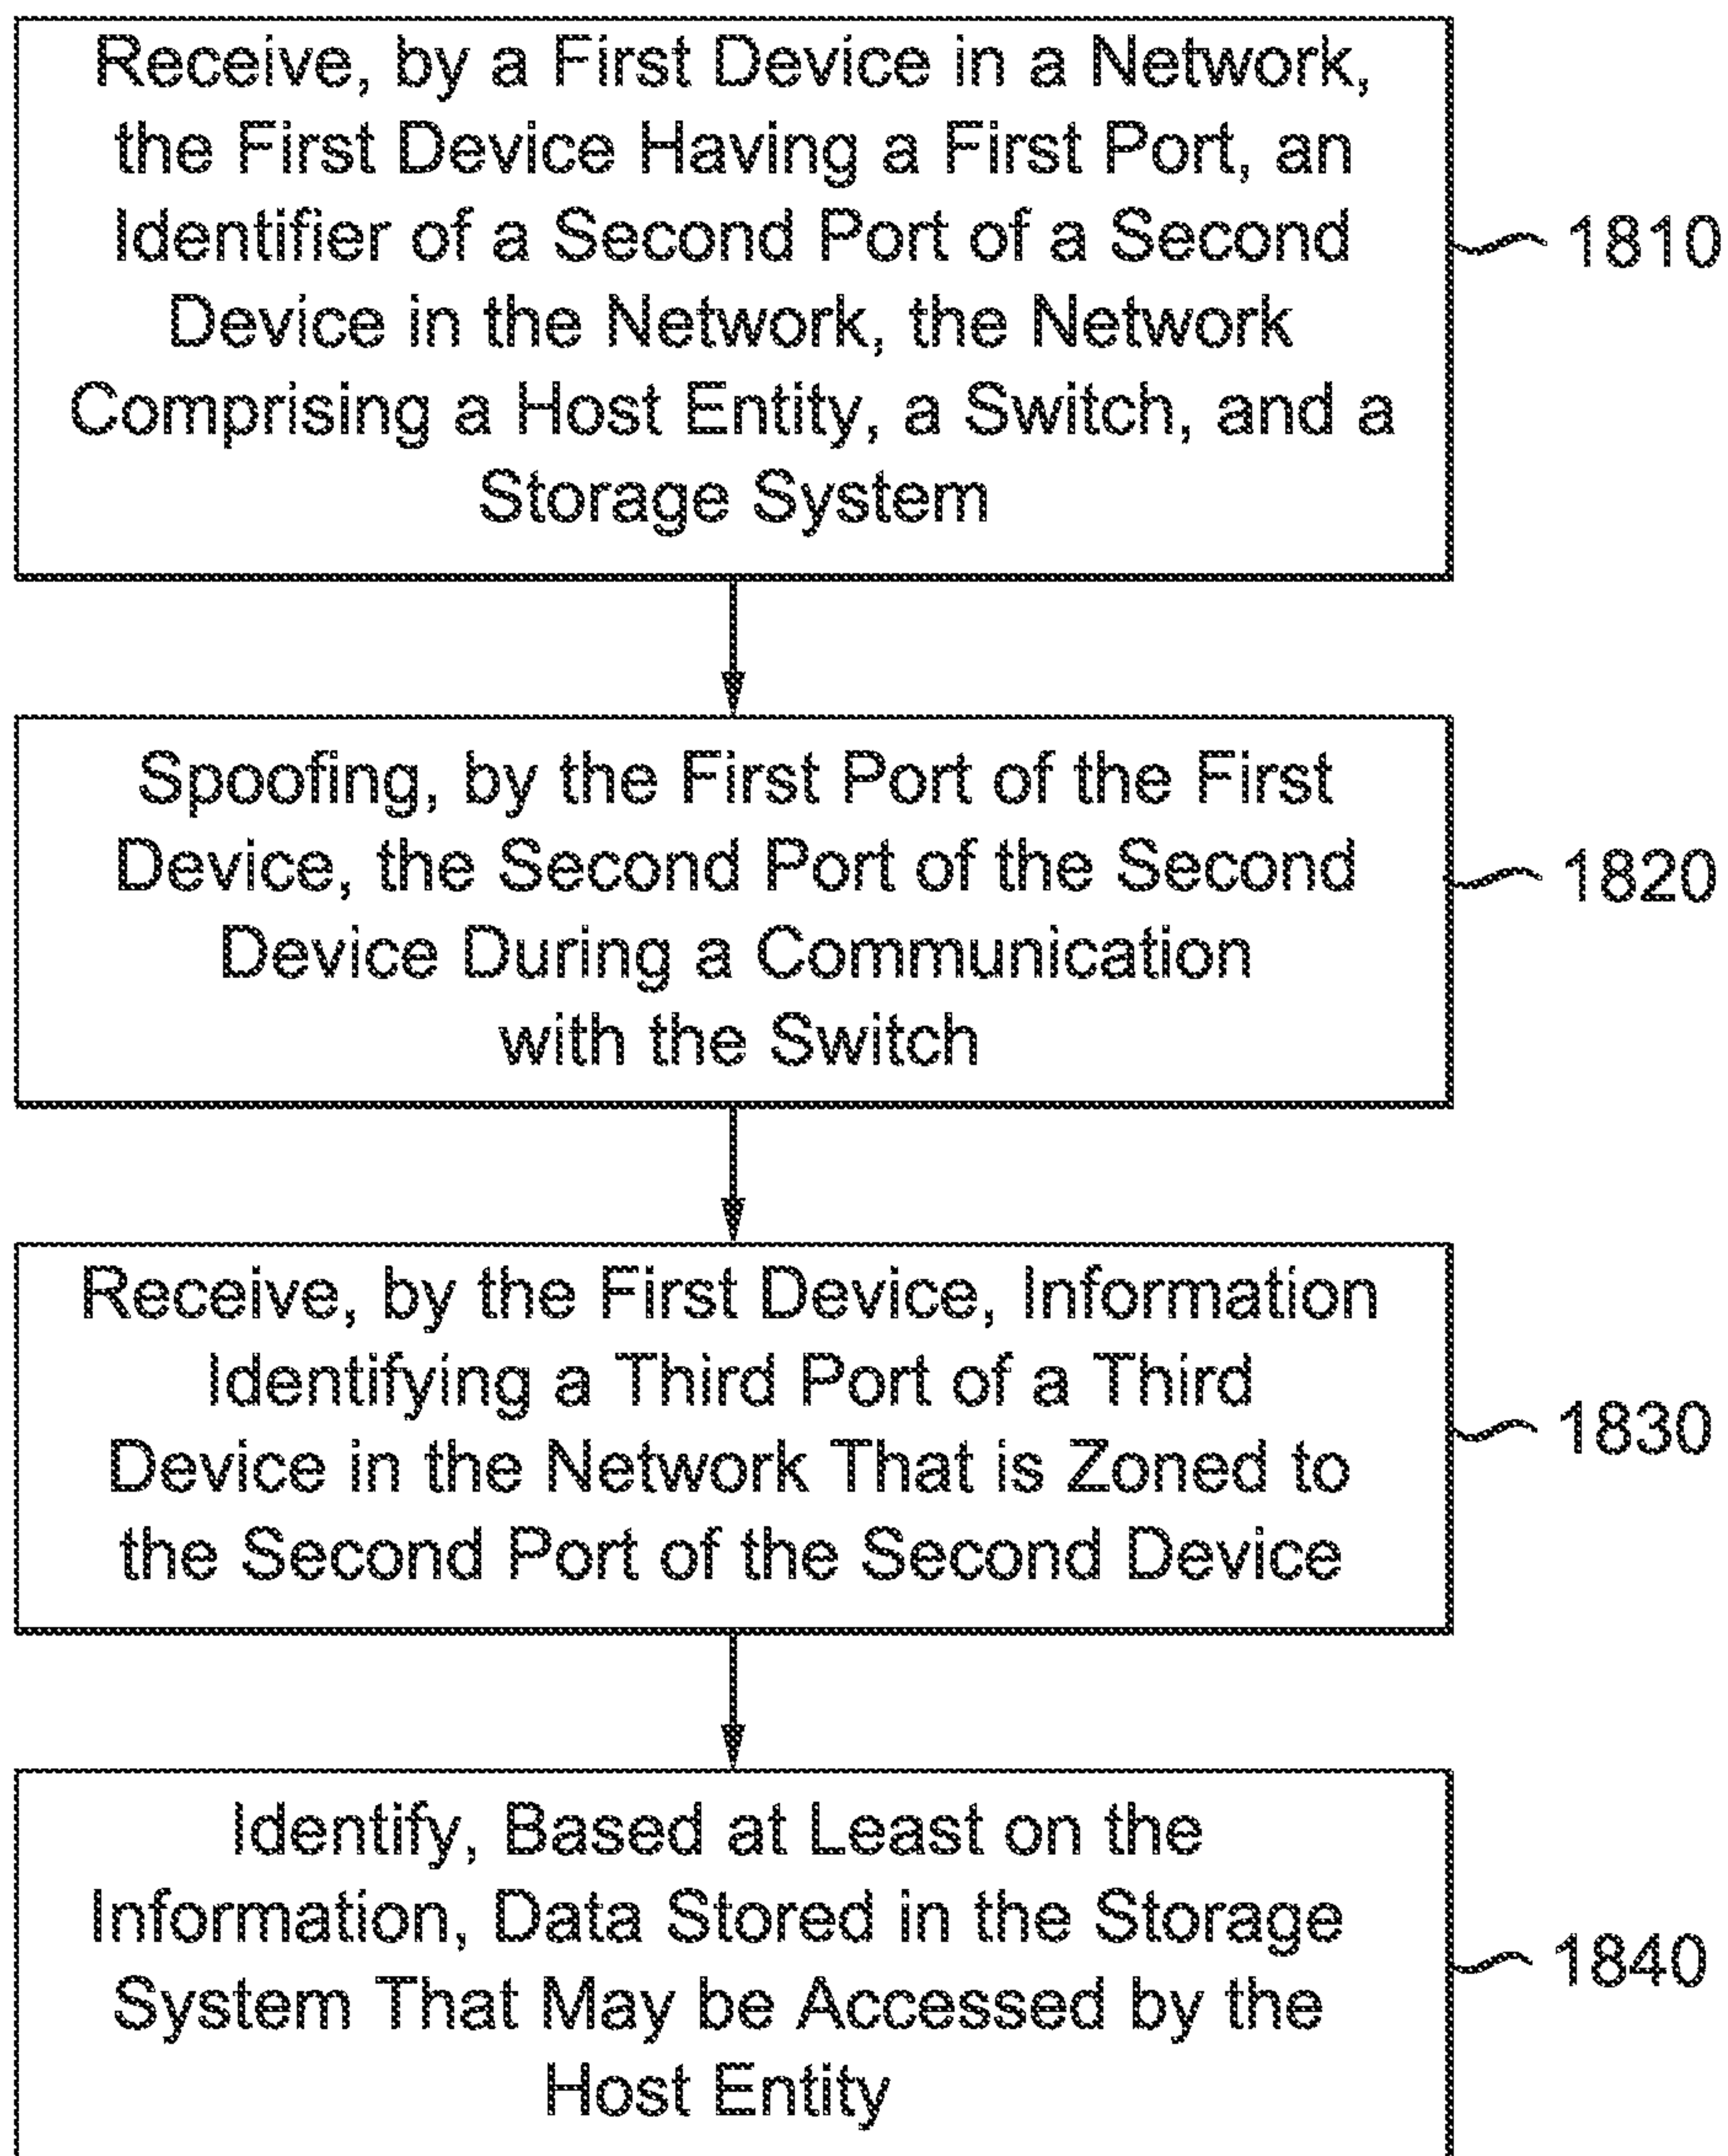 Receive, by a First Device in a Network,
the First Device Having a First Port, an
Identifier of a Second Port of a Second
Device in the Network, the Network
Comprising a Host Entity, a Switch, and a
Storage System
1810
Spoofing, by the First Port of the First
Device, the Second Port of the Second
Device During a Communication
with the Switch
1820
Receive, by the First Device, Information
Identifying a Third Port of a Third
Device in the Network That is Zoned to
the Second Port of the Second Device
1830
Identify, Based at Least on the
Information, Data Stored in the Storage
System That May be Accessed by the
Host Entity
1840